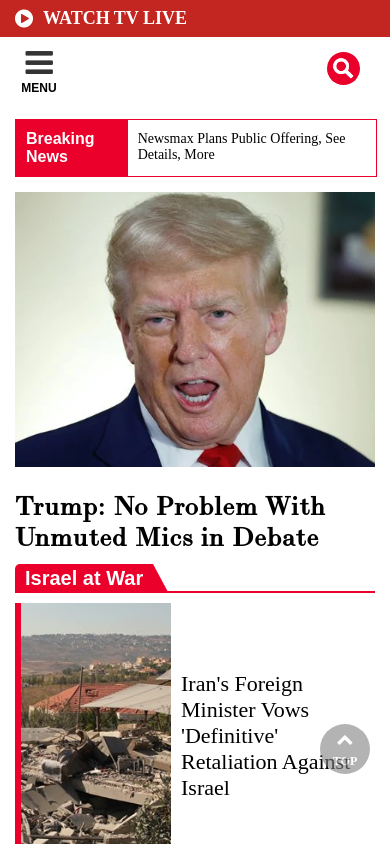 WATCH TV LIVE
MENU
Breaking
News
Newsmax Plans Public Offering, See
Details, More
Trump: No Problem With
Unmuted Mics in Debate
Israel at War
Iran's Foreign
Minister Vows
'Definitive'
Retaliation Against
Israel
TOP